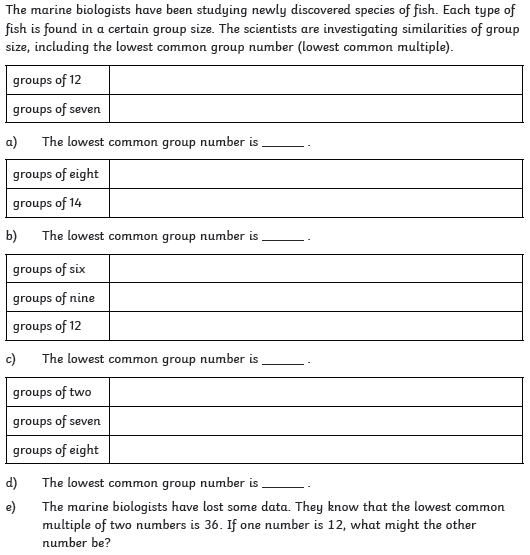 The marine biologists have been studying newly discovered species of fish. Each type of
fish is found in a certain group size. The scientists are investigating similarities of group
size, including the lowest common group number (lowest common multiple).
groups of 12
groups of seven
a) The lowest common group number is ______ .
groups of eight
groups of 14
b) The lowest common group number is ______ .
groups of six
groups of nine
groups of 12
c) The lowest common group number is ______ .
groups of two
groups of seven
groups of eight
d) The lowest common group number is ______ .
e) The marine biologists have lost some data. They know that the lowest common
multiple of two numbers is 36. If one number is 12, what might the other
number be?